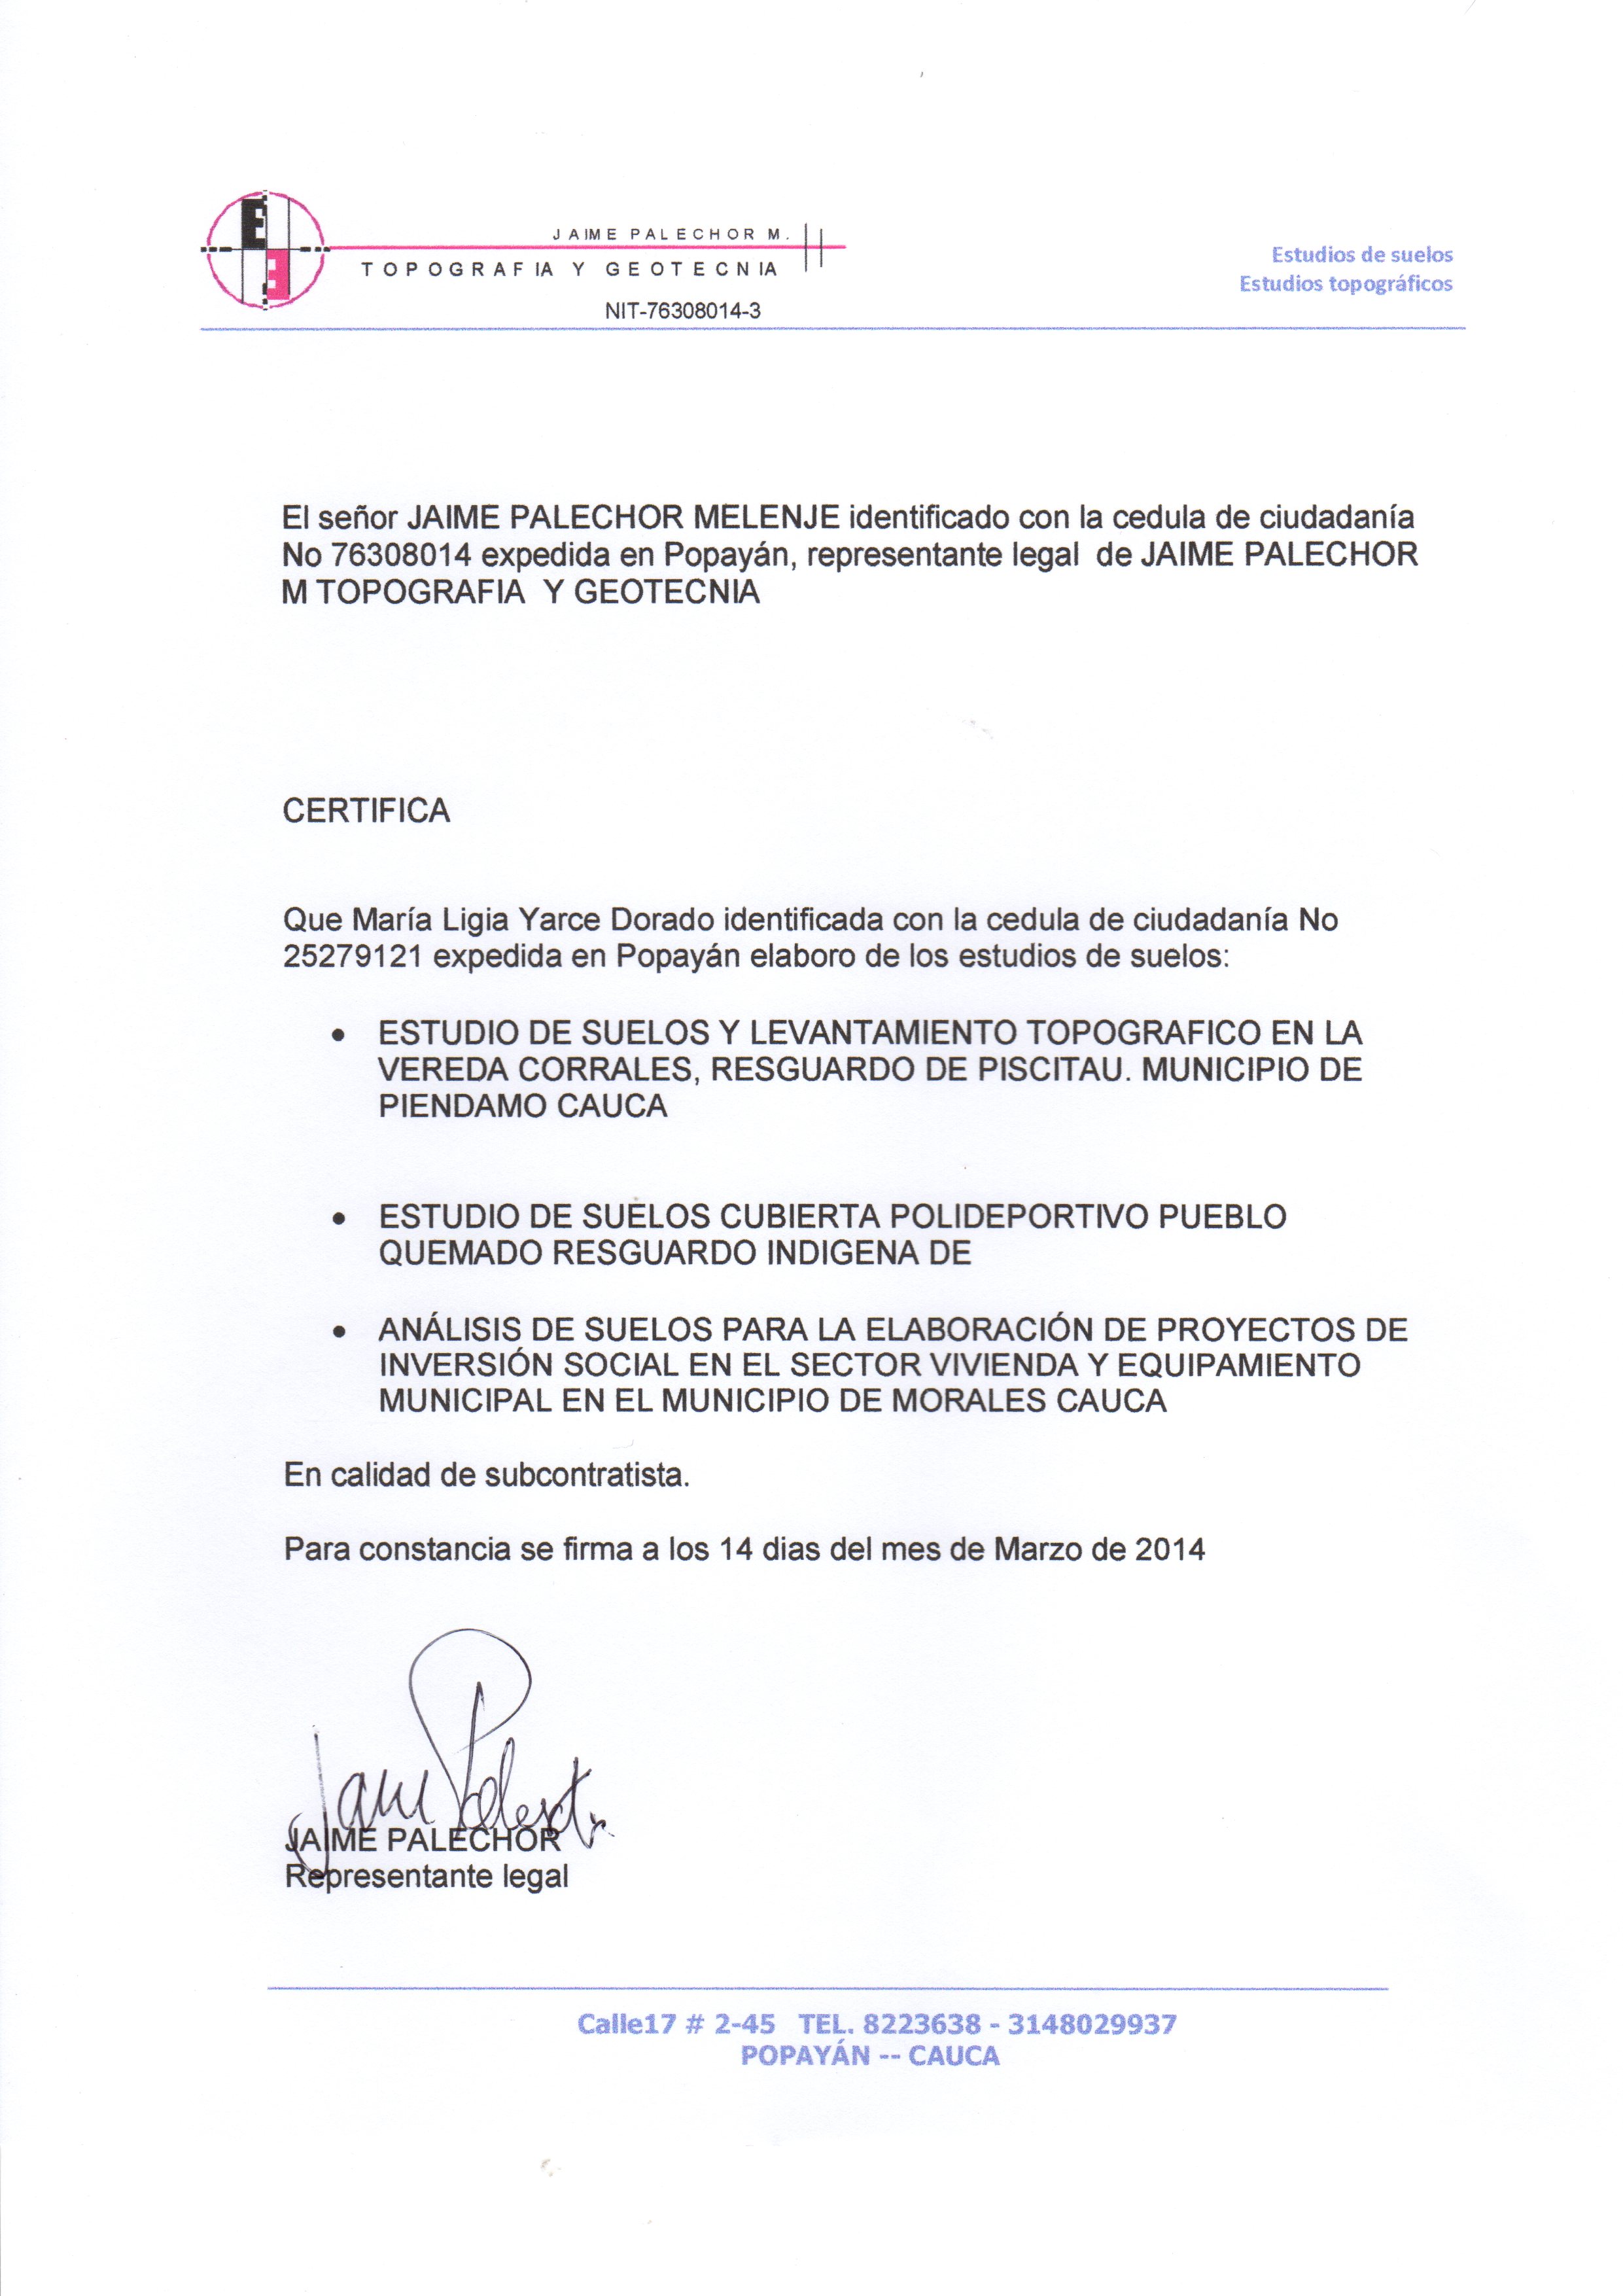 E
E
JAIME PALECHOR M.
TOPOGRAFIA Y GEOTECNIA
NIT-76308014-3
Estudios de suelos
Estudios topográficos
El señor JAIME PALECHOR MELENJE identificado con la cedula de ciudadanía
No 76308014 expedida en Popayán, representante legal de JAIME PALECHOR
M TOPOGRAFIA Y GEOTECNIA
CERTIFICA
Que María Ligia Yarce Dorado identificada con la cedula de ciudadanía No
25279121 expedida en Popayán elaboro de los estudios de suelos:
• ESTUDIO DE SUELOS Y LEVANTAMIENTO TOPOGRAFICO EN LA
VEREDA CORRALES, RESGUARDO DE PISCITAU. MUNICIPIO DE
PIENDAMO CAUCA
• ESTUDIO DE SUELOS CUBIERTA POLIDEPORTIVO PUEBLO
QUEMADO RESGUARDO INDIGENA DE
• ANÁLISIS DE SUELOS PARA LA ELABORACIÓN DE PROYECTOS DE
INVERSIÓN SOCIAL EN EL SECTOR VIVIENDA Y EQUIPAMIENTO
MUNICIPAL EN EL MUNICIPIO DE MORALES CAUCA
En calidad de subcontratista.
Para constancia se firma a los 14 dias del mes de Marzo de 2014
JAIME PALECHOR
Representante legal
Calle17 # 2-45 TEL. 8223638 - 3148029937
POPAYÁN -- CAUCA